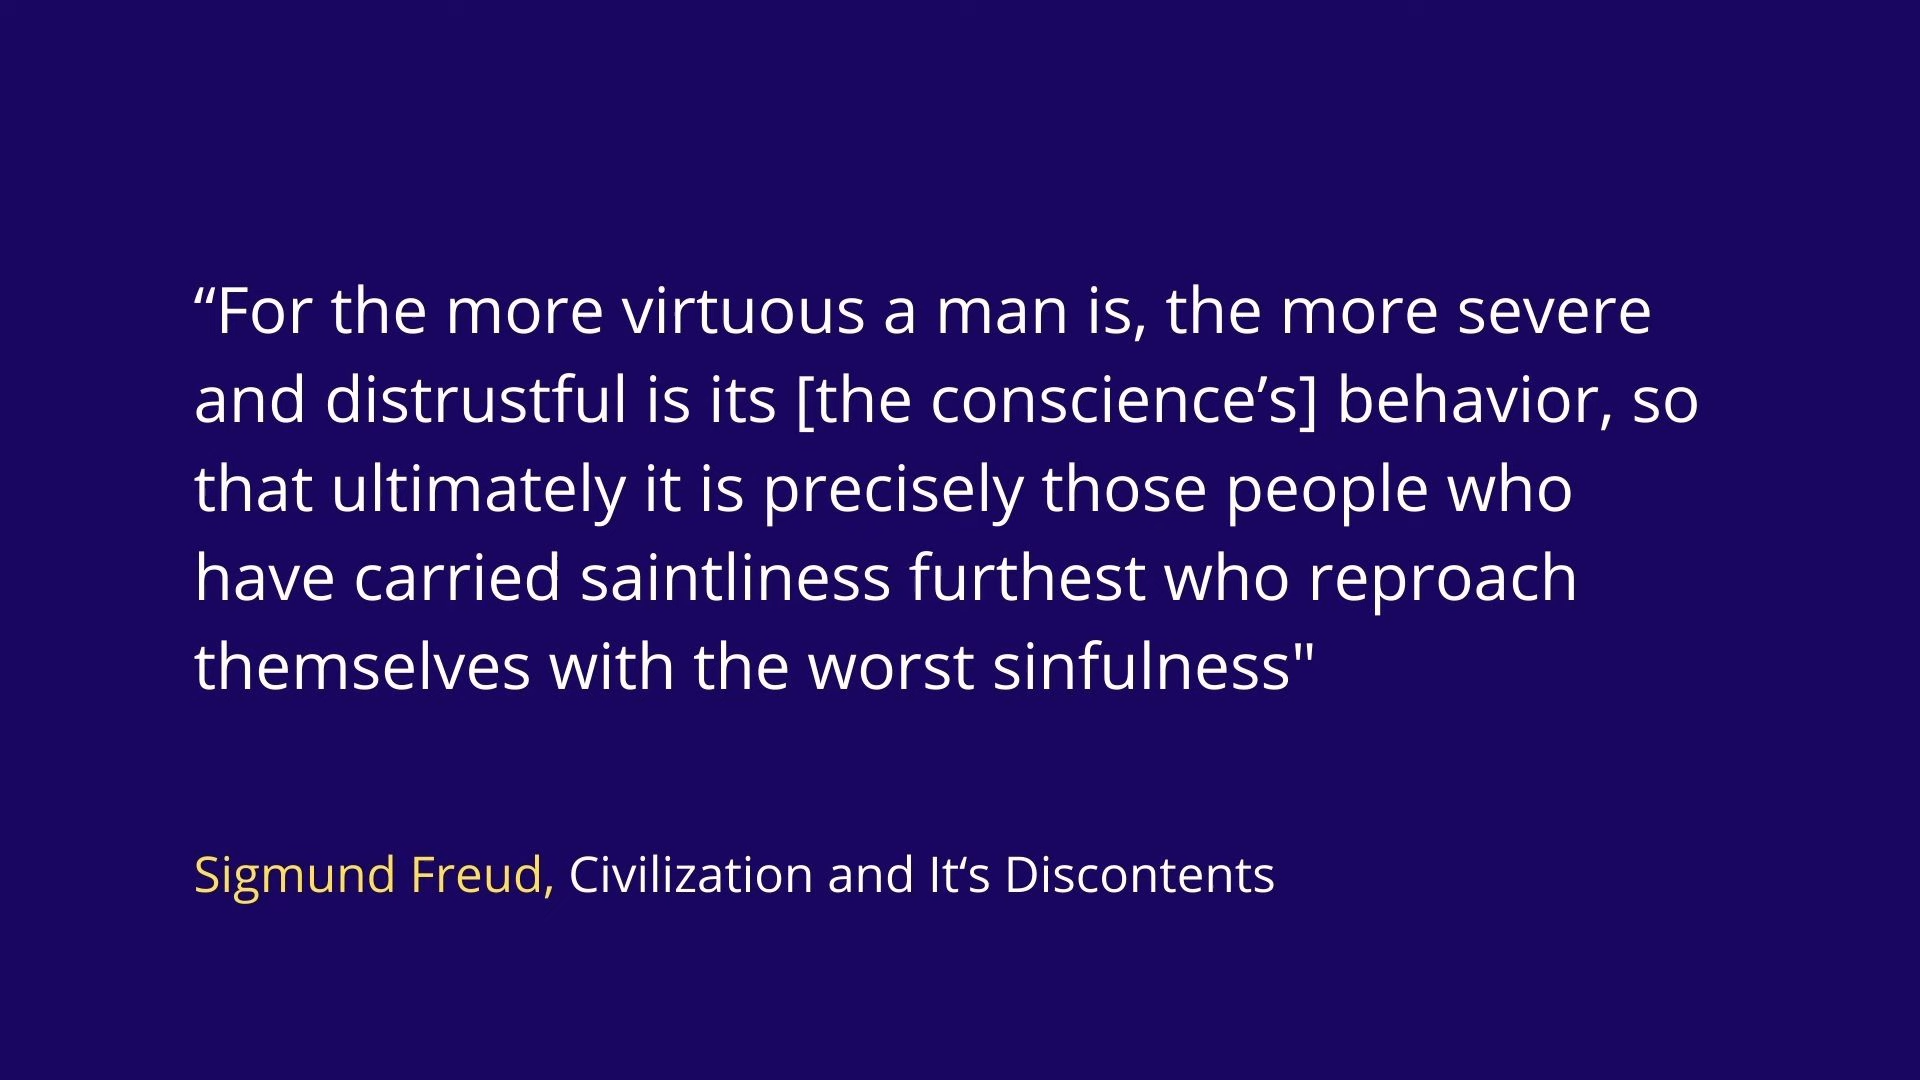 “For the more virtuous a man is, the more severe
and distrustful is its [the conscience’s] behavior, so
that ultimately it is precisely those people who
have carried saintliness furthest who reproach
themselves with the worst sinfulness"
Sigmund Freud, Civilization and It‘s Discontents